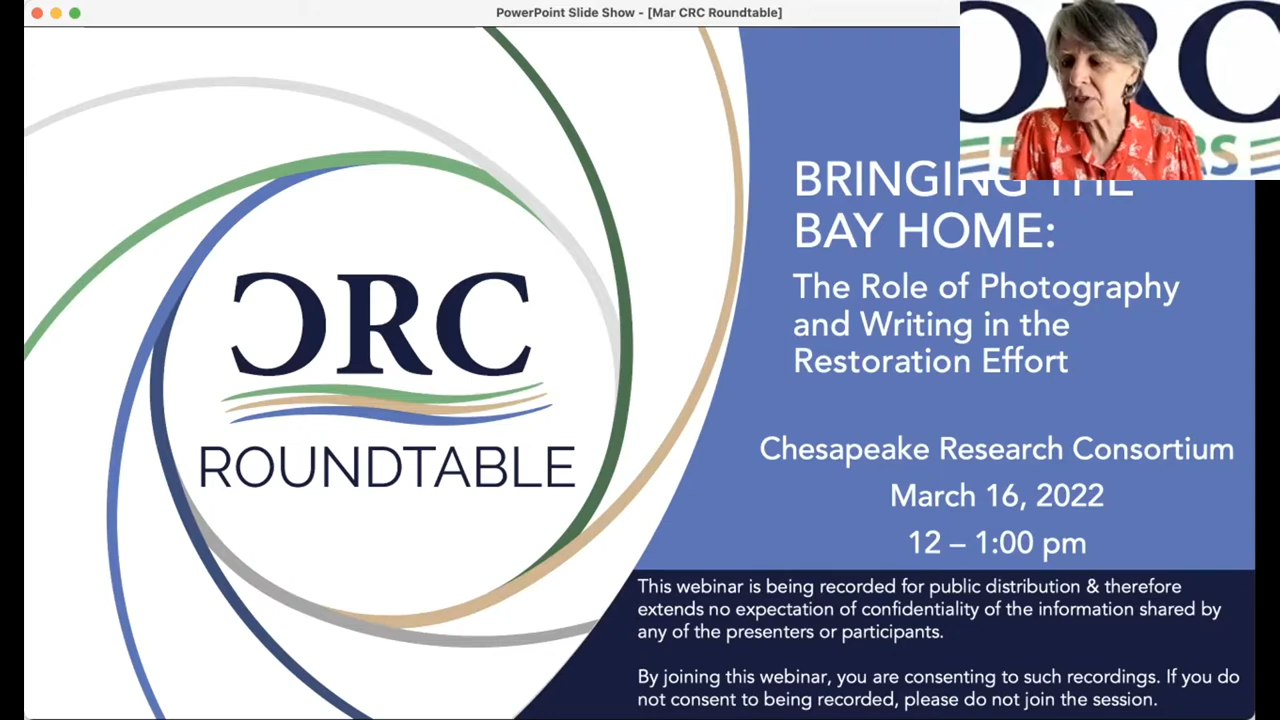 PowerPoint Slide Show - [Mar CRC Roundtable]
BRINGING THE
BAY HOME:
The Role of Photography
and Writing in the
Restoration Effort
CRC
ROUNDTABLE
Chesapeake Research Consortium
March 16, 2022
12 – 1:00 pm
This webinar is being recorded for public distribution & therefore
extends no expectation of confidentiality of the information shared by
any of the presenters or participants.
By joining this webinar, you are consenting to such recordings. If you do
not consent to being recorded, please do not join the session.